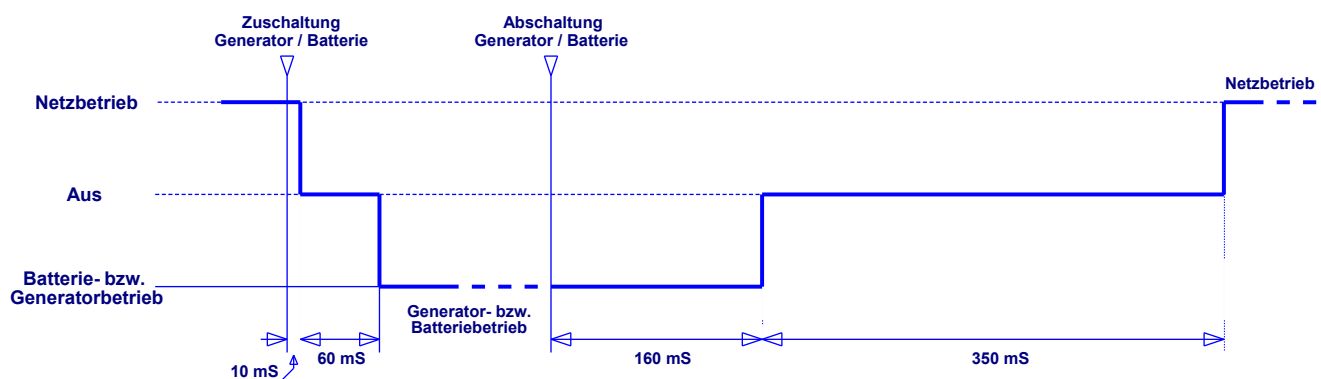 Zuschaltung
Generator / Batterie
Abschaltung
Generator / Batterie
Netzbetrieb
Netzbetrieb
Aus
Batterie- bzw.
Generatorbetrieb
Generator- bzw.
Batteriebetrieb
10 mS
60 mS
160 mS
350 mS